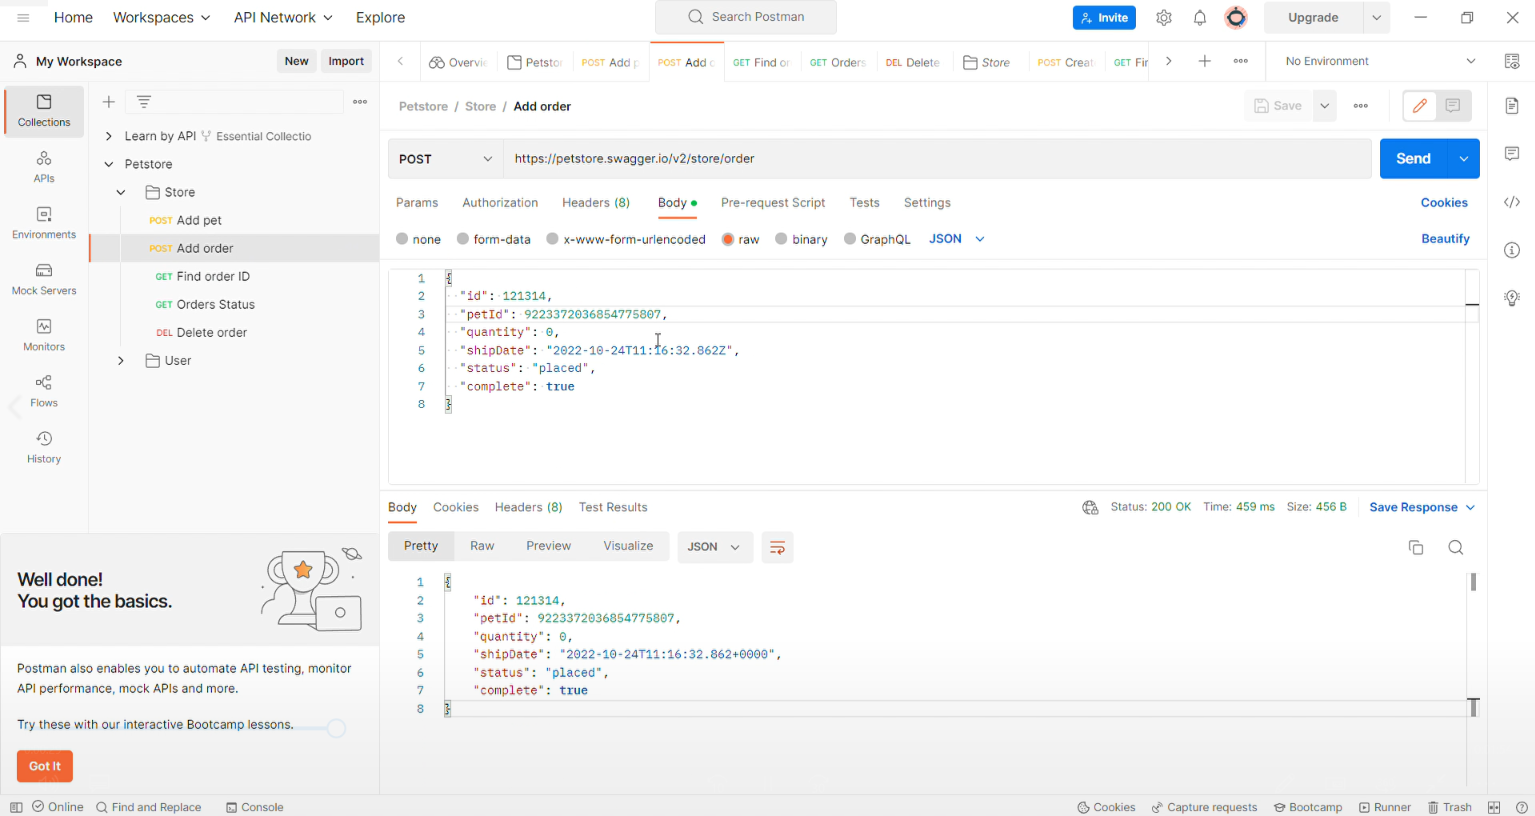 Home Workspaces API Network Explore Search Postman Invite Upgrade
My Workspace New Import Overvie Petstor POST Add p POST Add o GET Find or GET Orders DEL Delete Store POST Creat GET Fir No Environment
Collections
APIs
Environments
Mock Servers
Monitors
Flows
History
Learn by API Essential Collectio
Petstore
Store
POST Add pet
POST Add order
GET Find order ID
GET Orders Status
DEL Delete order
User
Well done!
You got the basics.
Postman also enables you to automate API testing, monitor
API performance, mock APIs and more.
Try these with our interactive Bootcamp lessons.
Got It
Petstore / Store / Add order Save
POST https://petstore.swagger.io/v2/store/order Send
Params Authorization Headers (8) Body Pre-request Script Tests Settings Cookies
none form-data x-www-form-urlencoded raw binary GraphQL JSON Beautify
1 {
2 "id": 121314,
3 "petId": 9223372036854775807,
4 "quantity": 0,
5 "shipDate": "2022-10-24T11:16:32.862Z",
6 "status": "placed",
7 "complete": true
8 }
Body Cookies Headers (8) Test Results Status: 200 OK Time: 459 ms Size: 456 B Save Response
Pretty Raw Preview Visualize JSON
1 {
2 "id": 121314,
3 "petId": 9223372036854775807,
4 "quantity": 0,
5 "shipDate": "2022-10-24T11:16:32.862+0000",
6 "status": "placed",
7 "complete": true
8 }
Online Find and Replace Console Cookies Capture requests Bootcamp Runner Trash